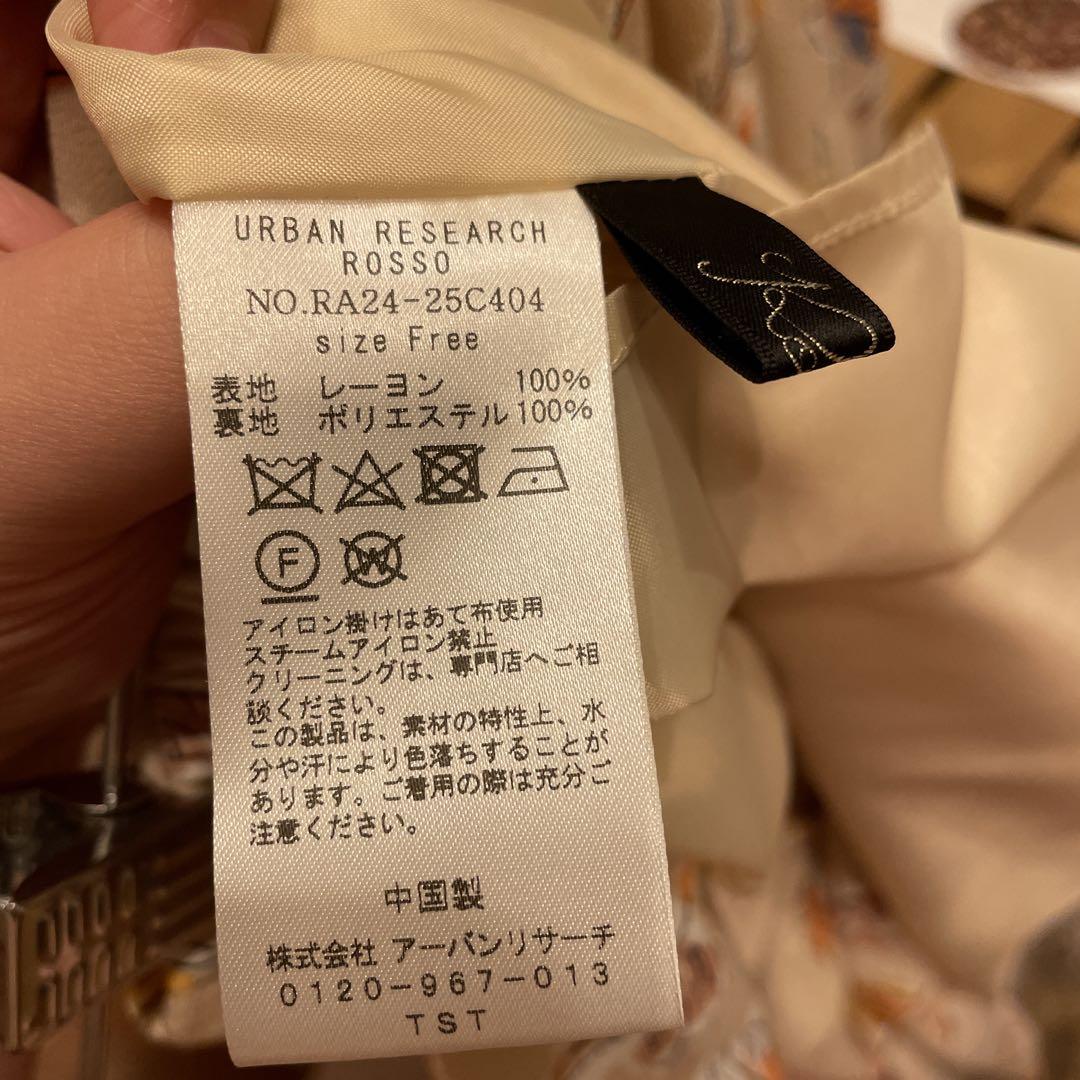 URBAN RESEARCH
ROSSO
NO.RA24-25C404
size Free
表地 レーヨン 100%
裏地 ポリエステル100%
F W
アイロン掛けはあて布使用
スチームアイロン禁止
クリーニングは、専門店へご相
談ください。
この製品は、素材の特性上、水
分や汗により色落ちすることが
あります。ご着用の際は充分ご
注意ください。
中国製
株式会社 アーバンリサーチ
0120-967-013
TST